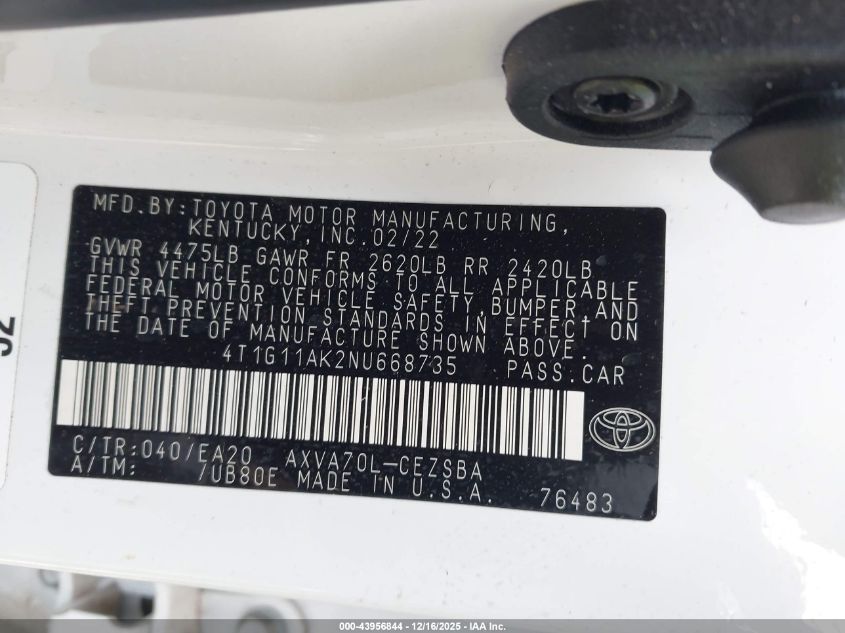 MFD.BY:TOYOTA MOTOR MANUFACTURING,
KENTUCKY, INC.02/22
GVWR 4475LB GAWR FR 2620LB RR 2420LB
THIS VEHICLE CONFORMS TO ALL APPLICABLE
FEDERAL MOTOR VEHICLE SAFETY,BUMPER,AND
THEFT PREVENTION STANDARDS IN EFFECT ON
THE DATE OF MANUFACTURE SHOWN ABOVE.
4T1G11AK2NU668735 PASS.CAR
C/TR:040/EA20 AXVA70L-CEZSBA
A/TM: /UB80E MADE IN U.S.A. 76483
000-43956844 - 12/16/2025 - IAA Inc.